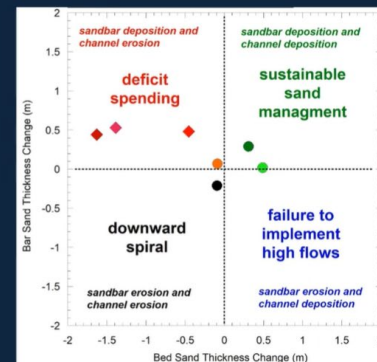 2
1.5
1
0.5
0
-0.5
-1
-1.5
-2
Bar Sand Thickness Change (m)
sandbar deposition and
channel erosion
deficit
spending
sandbar deposition and
channel deposition
sustainable
sand
managment
downward
spiral
sandbar erosion and
channel erosion
failure to
implement
high flows
sandbar erosion and
channel deposition
-2 -1.5 -1 -0.5 0 0.5 1 1.5
Bed Sand Thickness Change (m)